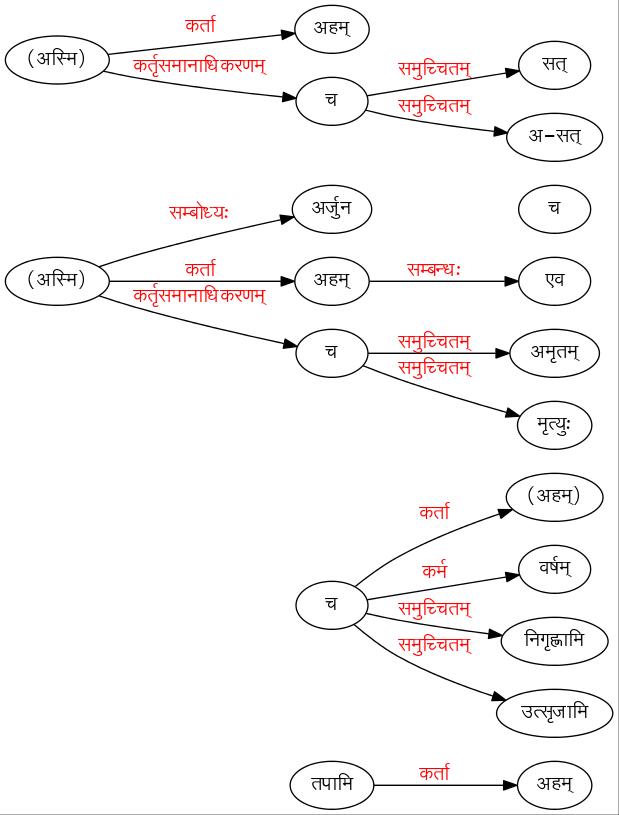 कर्ता
अहम्
(अस्मि)
कर्तृसमानाधिकरणम्
समुच्चितम्
सत्
च
समुच्चितम्
अ-सत्
सम्बोध्यः
अर्जुन
च
(अस्मि)
कर्ता
अहम्
सम्बन्धः
एव
कर्तृसमानाधिकरणम्
च
समुच्चितम्
अमृतम्
समुच्चितम्
मृत्युः
कर्ता
(अहम्)
कर्म
वर्षम्
च
समुच्चितम्
निगृह्णामि
समुच्चितम्
उत्सृजामि
तपामि
कर्ता
अहम्